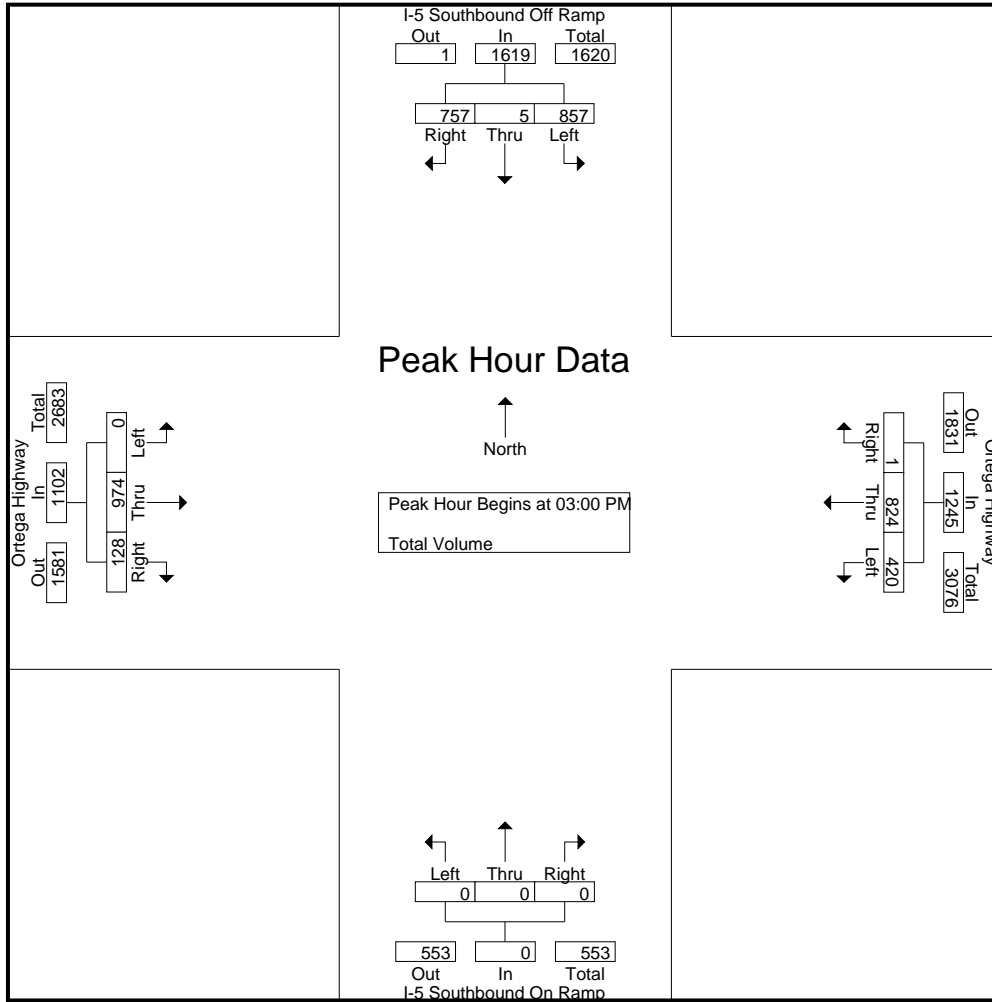 I-5 Southbound Off Ramp
Out In Total
1 1619 1620
757 5 857
Right Thru Left
Peak Hour Data
North
Peak Hour Begins at 03:00 PM
Total Volume
Ortega Highway
Out In Total
1581 1102 2683
Left Thru Right
0 974 128
Ortega Highway
Out In Total
1831 1245 3076
Right Thru Left
1 824 420
Left Thru Right
0 0 0
553 0 553
Out In Total
I-5 Southbound On Ramp